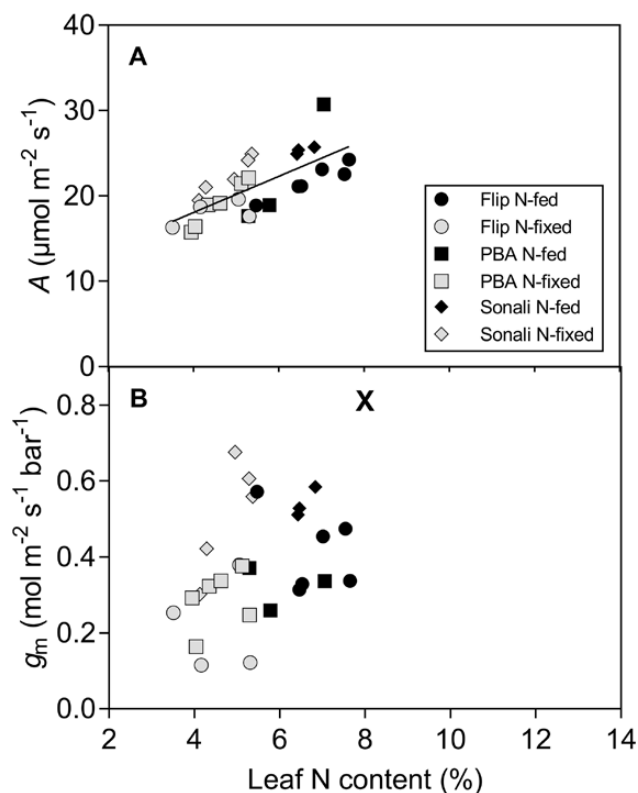 40
A
30
20
10
0
A (μmol m⁻² s⁻¹)
Flip N-fed
Flip N-fixed
PBA N-fed
PBA N-fixed
Sonali N-fed
Sonali N-fixed
B
X
0.8
0.6
0.4
0.2
0.0
gm (mol m⁻² s⁻¹ bar⁻¹)
2 4 6 8 10 12 14
Leaf N content (%)